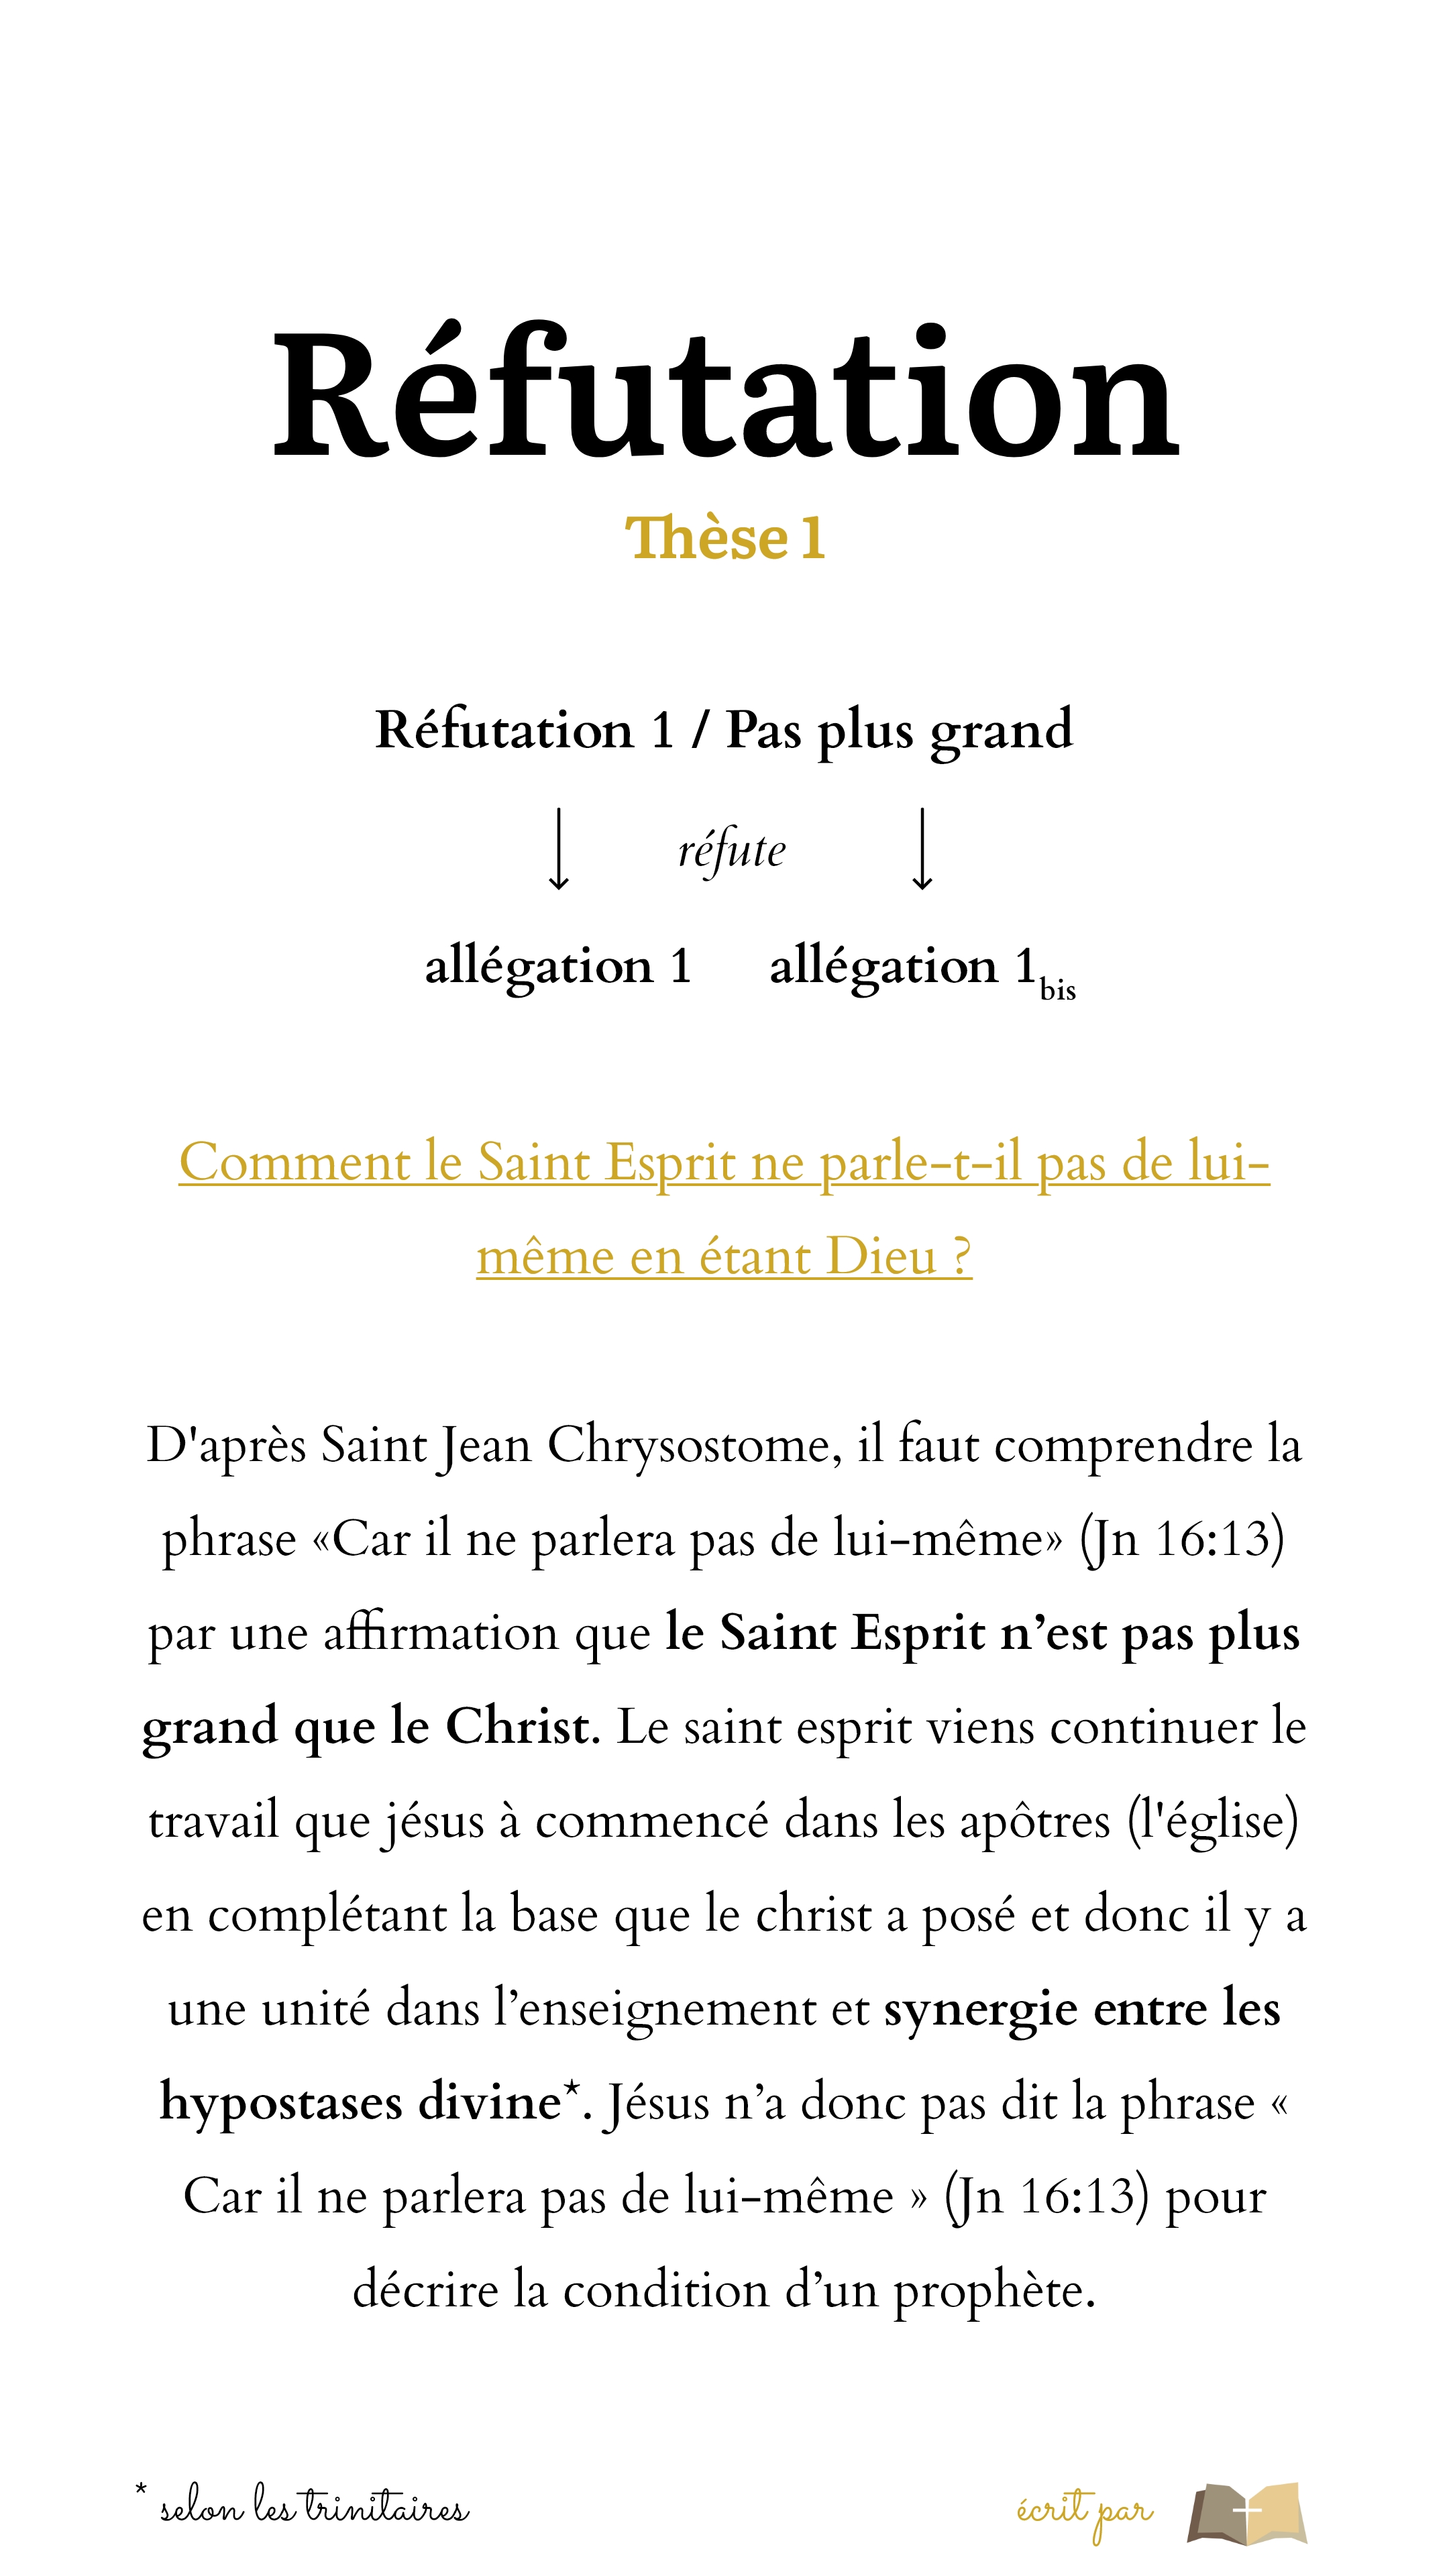 Réfutation
Thèse 1
Réfutation 1 / Pas plus grand
réfute
allégation 1 allégation 1bis
Comment le Saint Esprit ne parle-t-il pas de lui-
même en étant Dieu ?
D'après Saint Jean Chrysostome, il faut comprendre la
phrase «Car il ne parlera pas de lui-même» (Jn 16:13)
par une affirmation que le Saint Esprit n’est pas plus
grand que le Christ. Le saint esprit viens continuer le
travail que jésus à commencé dans les apôtres (l'église)
en complétant la base que le christ a posé et donc il y a
une unité dans l’enseignement et synergie entre les
hypostases divine*. Jésus n’a donc pas dit la phrase «
Car il ne parlera pas de lui-même » (Jn 16:13) pour
décrire la condition d’un prophète.
* selon les trinitaires
écrit par